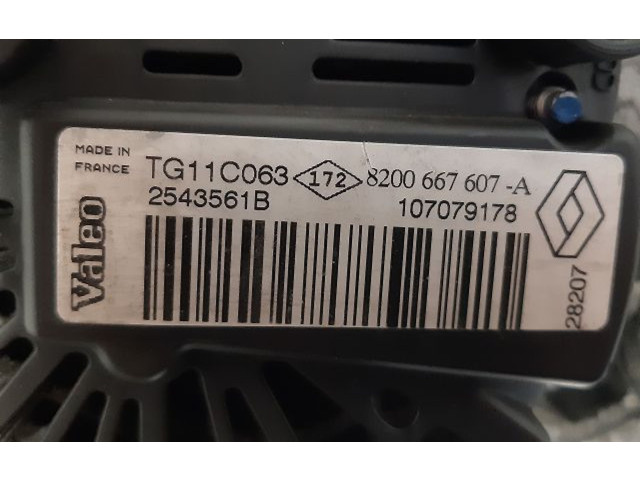 MADE IN
FRANCE
TG11C063 172 8200 667 607 -A
2543561B 107079178
Valeo
28207